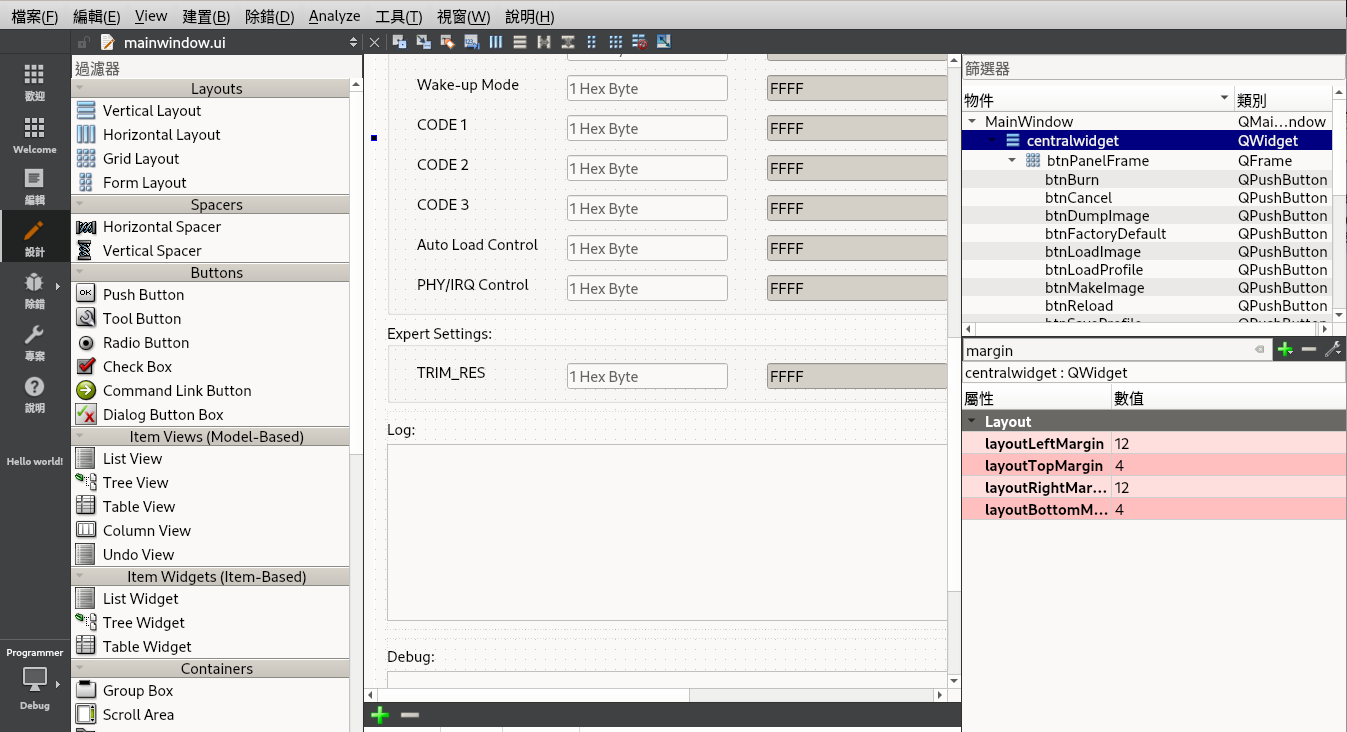 檔案(F) 編輯(E) View 建置(B) 除錯(D) Analyze 工具(T) 視窗(W) 說明(H)
mainwindow.ui
歡迎
Welcome
編輯
設計
除錯
專案
說明
Hello world!
Programmer
Debug
過濾器
Layouts
Vertical Layout
Horizontal Layout
Grid Layout
Form Layout
Spacers
Horizontal Spacer
Vertical Spacer
Buttons
OK Push Button
Tool Button
Radio Button
Check Box
Command Link Button
Dialog Button Box
Item Views (Model-Based)
List View
Tree View
Table View
Column View
Undo View
Item Widgets (Item-Based)
List Widget
Tree Widget
Table Widget
Containers
Group Box
Scroll Area
Wake-up Mode 1 Hex Byte FFFF
CODE 1 1 Hex Byte FFFF
CODE 2 1 Hex Byte FFFF
CODE 3 1 Hex Byte FFFF
Auto Load Control 1 Hex Byte FFFF
PHY/IRQ Control 1 Hex Byte FFFF
Expert Settings:
TRIM_RES 1 Hex Byte FFFF
Log:
Debug:
篩選器
物件 類別
MainWindow QMai...ndow
centralwidget QWidget
btnPanelFrame QFrame
btnBurn QPushButton
btnCancel QPushButton
btnDumpImage QPushButton
btnFactoryDefault QPushButton
btnLoadImage QPushButton
btnLoadProfile QPushButton
btnMakeImage QPushButton
btnReload QPushButton
btnSaveProfile QPushButton
margin
centralwidget : QWidget
屬性 數值
Layout
layoutLeftMargin 12
layoutTopMargin 4
layoutRightMar... 12
layoutBottomM... 4